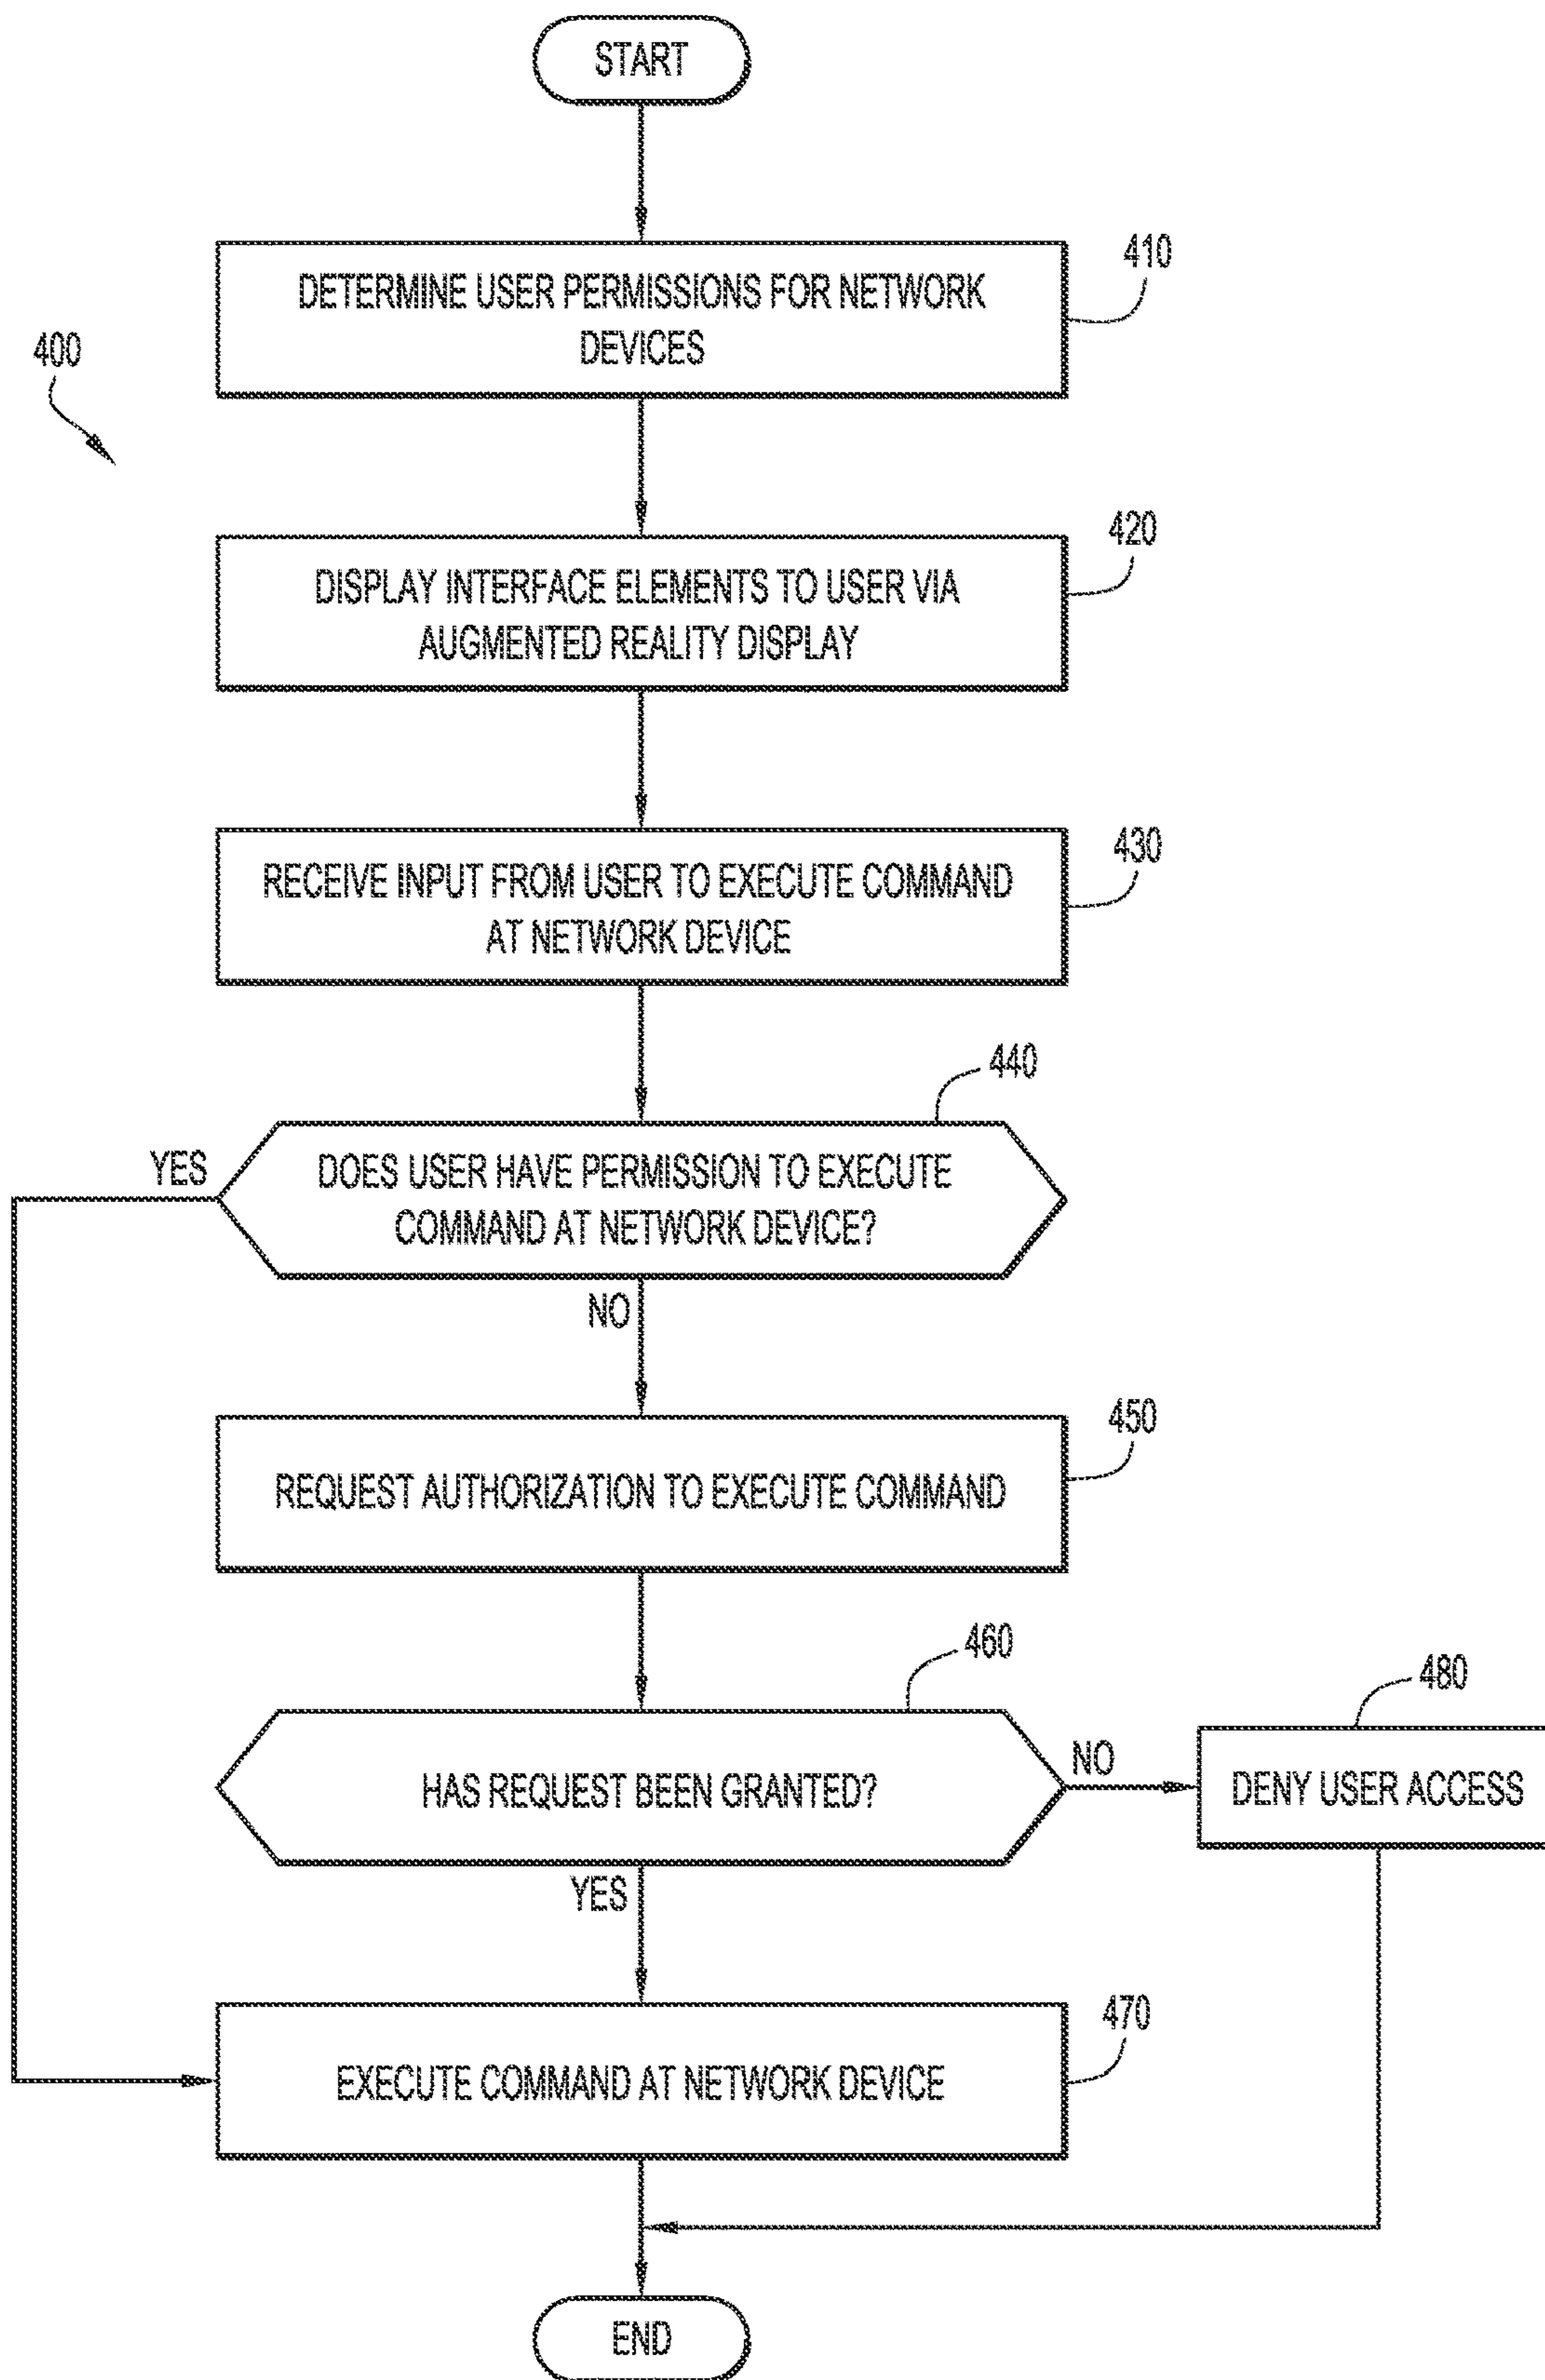 START
DETERMINE USER PERMISSIONS FOR NETWORK
DEVICES
410
400
DISPLAY INTERFACE ELEMENTS TO USER VIA
AUGMENTED REALITY DISPLAY
420
RECEIVE INPUT FROM USER TO EXECUTE COMMAND
AT NETWORK DEVICE
430
440
YES
DOES USER HAVE PERMISSION TO EXECUTE
COMMAND AT NETWORK DEVICE?
NO
450
REQUEST AUTHORIZATION TO EXECUTE COMMAND
460
480
HAS REQUEST BEEN GRANTED?
NO
DENY USER ACCESS
YES
470
EXECUTE COMMAND AT NETWORK DEVICE
END